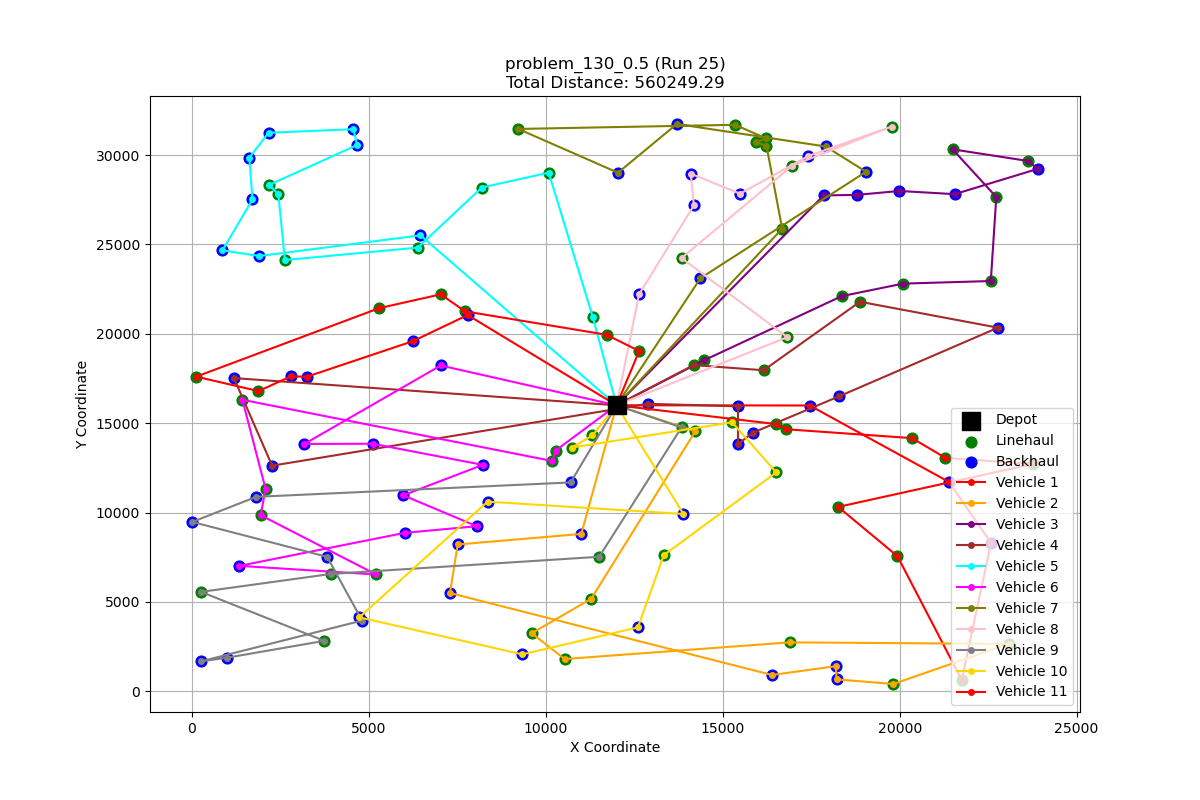 problem_130_0.5 (Run 25)
Total Distance: 560249.29
30000
25000
20000
15000
10000
5000
0
Y Coordinate
0
5000
10000
15000
20000
25000
X Coordinate
Depot
Linehaul
Backhaul
Vehicle 1
Vehicle 2
Vehicle 3
Vehicle 4
Vehicle 5
Vehicle 6
Vehicle 7
Vehicle 8
Vehicle 9
Vehicle 10
Vehicle 11